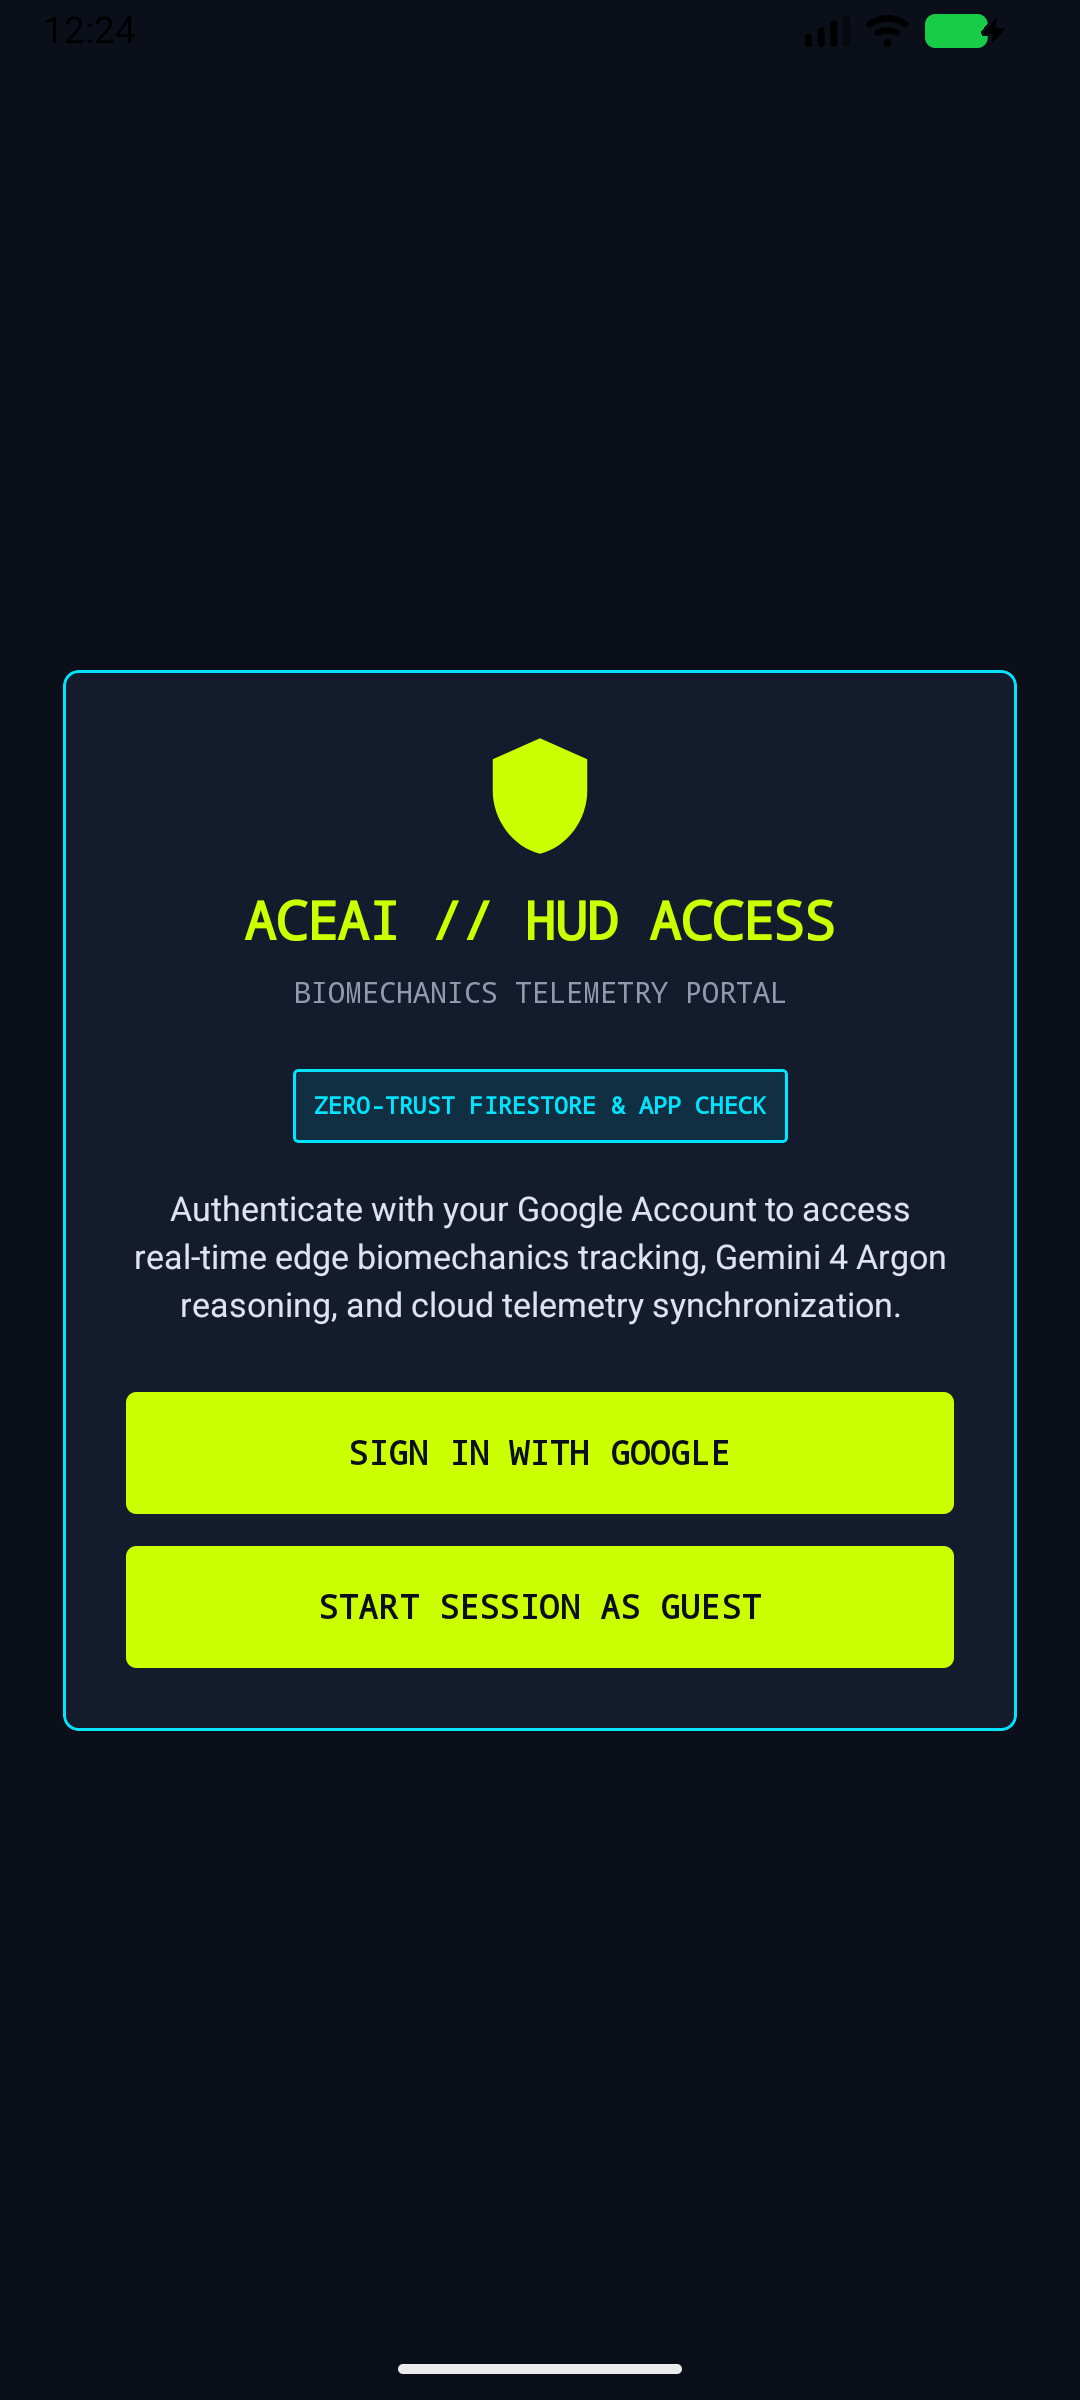 12:24
ACEAI // HUD ACCESS
BIOMECHANICS TELEMETRY PORTAL
ZERO-TRUST FIRESTORE & APP CHECK
Authenticate with your Google Account to access
real-time edge biomechanics tracking, Gemini 4 Argon
reasoning, and cloud telemetry synchronization.
SIGN IN WITH GOOGLE
START SESSION AS GUEST